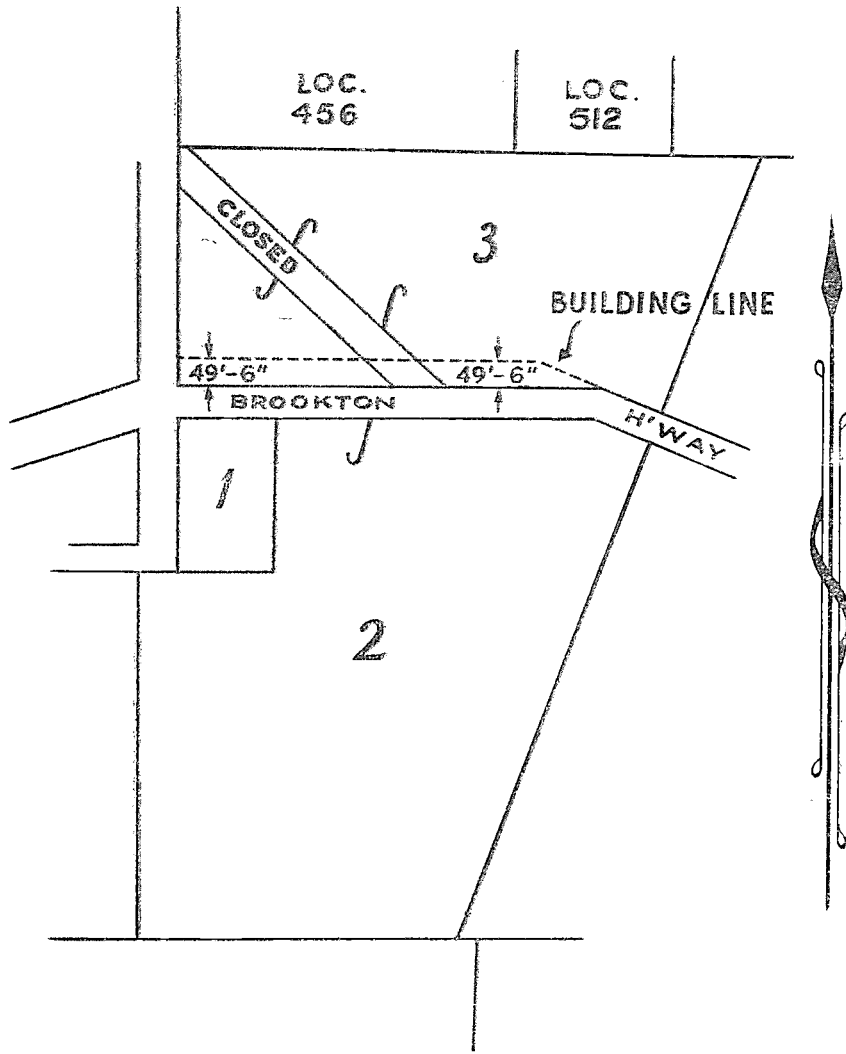 LOC.
456
LOC.
512
CLOSED
3
BUILDING LINE
49'-6"
49'-6"
BROOKTON
H'WAY
1
2